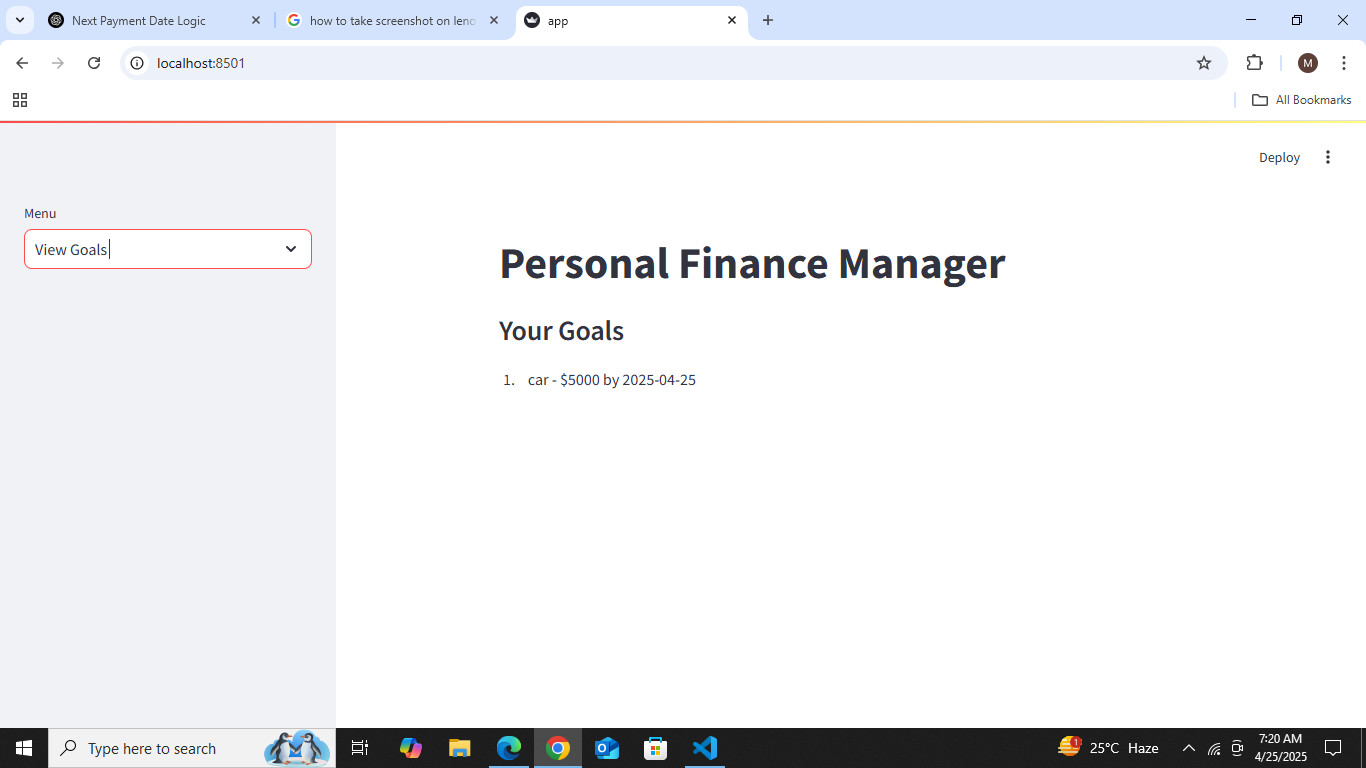 Next Payment Date Logic
how to take screenshot on leno
app
localhost:8501
M
All Bookmarks
Deploy
Menu
View Goals
Personal Finance Manager
Your Goals
1. car - $5000 by 2025-04-25
Type here to search
1
25°C Haze
7:20 AM
4/25/2025